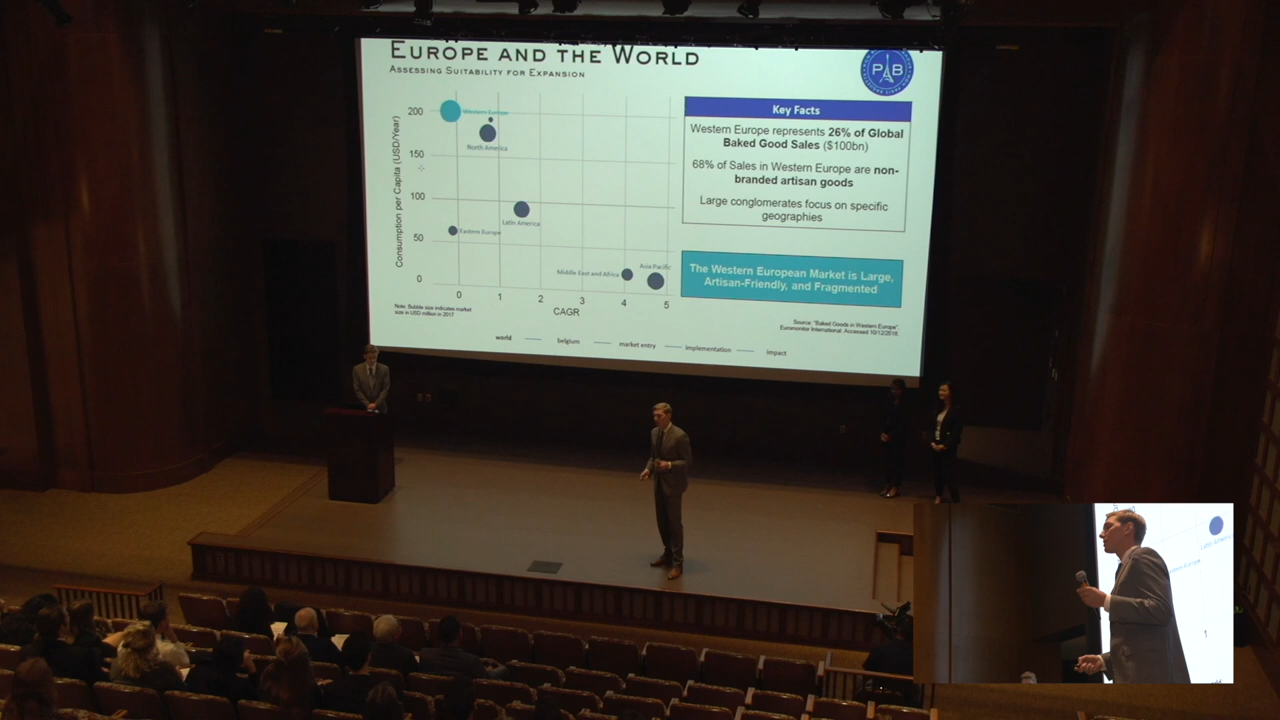 EUROPE AND THE WORLD
ASSESSING SUITABILITY FOR EXPANSION
PAB
Consumption per Capita (USD/Year)
200
150
100
50
0
Western Europe
North America
Latin America
Eastern Europe
Middle East and Africa
Asia Pacific
0 1 2 3 4 5
CAGR
Note: Bubble size indicates market
size in USD million in 2017
Key Facts
Western Europe represents 26% of Global
Baked Good Sales ($100bn)
68% of Sales in Western Europe are non-
branded artisan goods
Large conglomerates focus on specific
geographies
The Western European Market is Large,
Artisan-Friendly, and Fragmented
Source: "Baked Goods in Western Europe".
Euromonitor International. Accessed 10/12/2018.
world belgium market entry implementation impact
Latin America
Eastern Europe
1